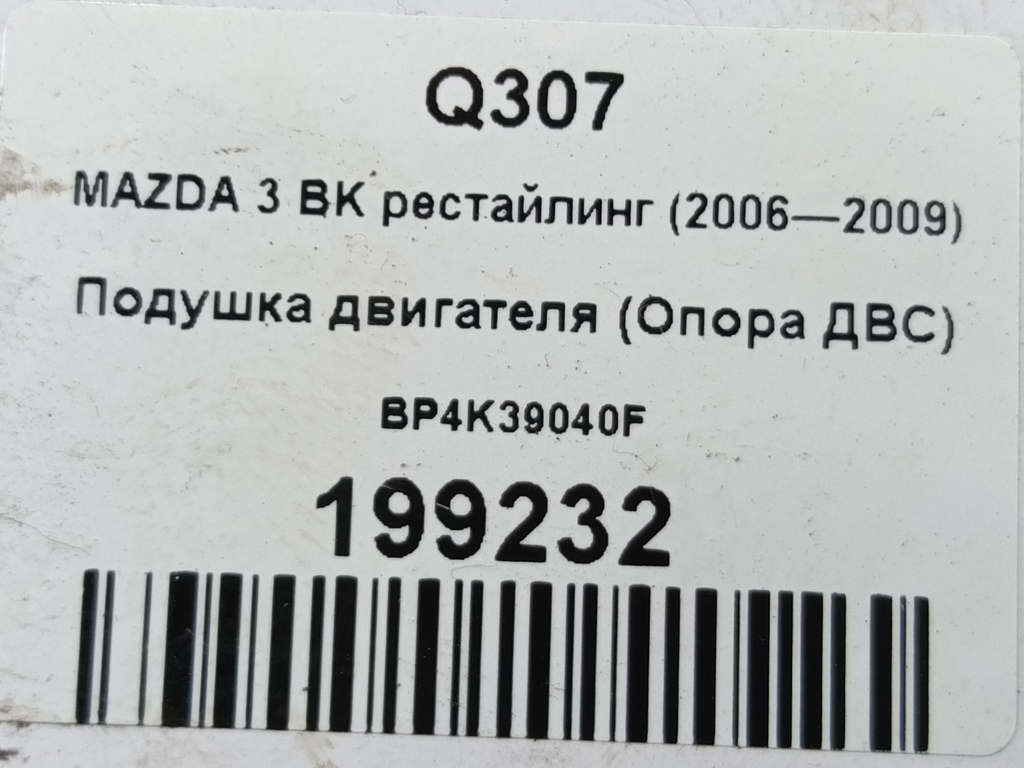 Q307
MAZDA 3 BK рестайлинг (2006—2009)
Подушка двигателя (Опора ДВС)
BP4K39040F
199232